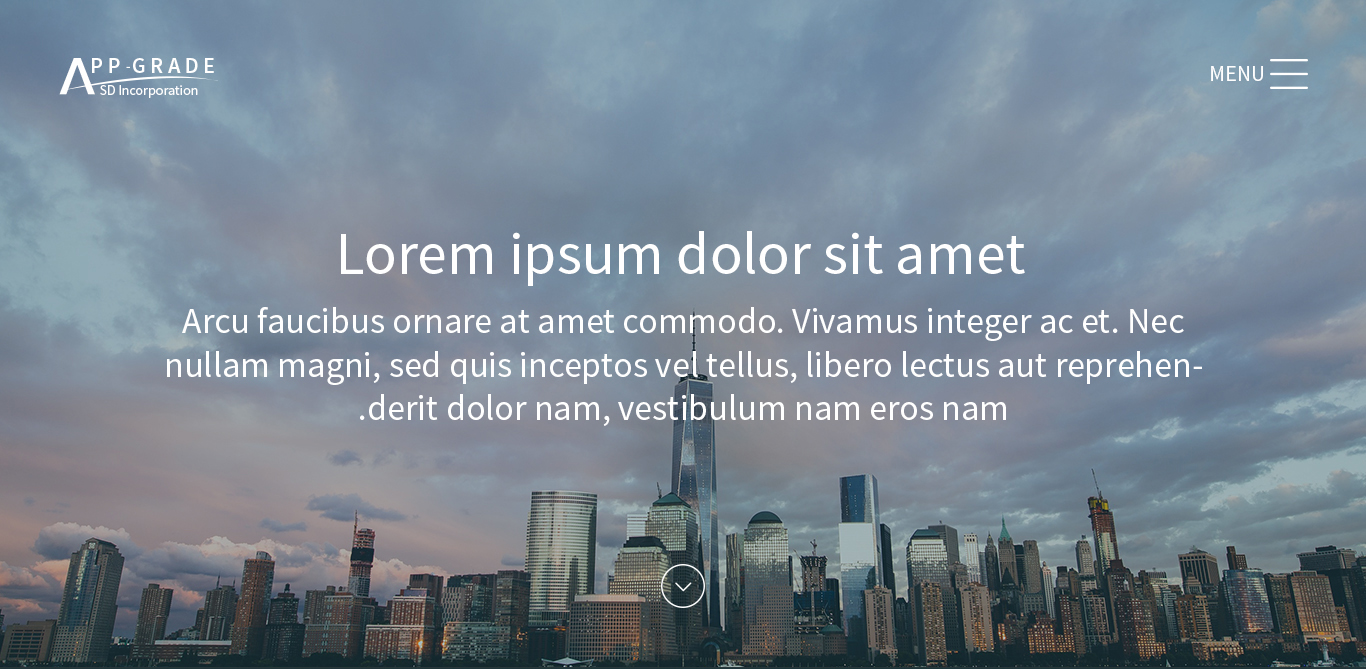 APP-GRADE
SD Incorporation
MENU
Lorem ipsum dolor sit amet
Arcu faucibus ornare at amet commodo. Vivamus integer ac et. Nec
nullam magni, sed quis inceptos vel tellus, libero lectus aut reprehen-
.derit dolor nam, vestibulum nam eros nam